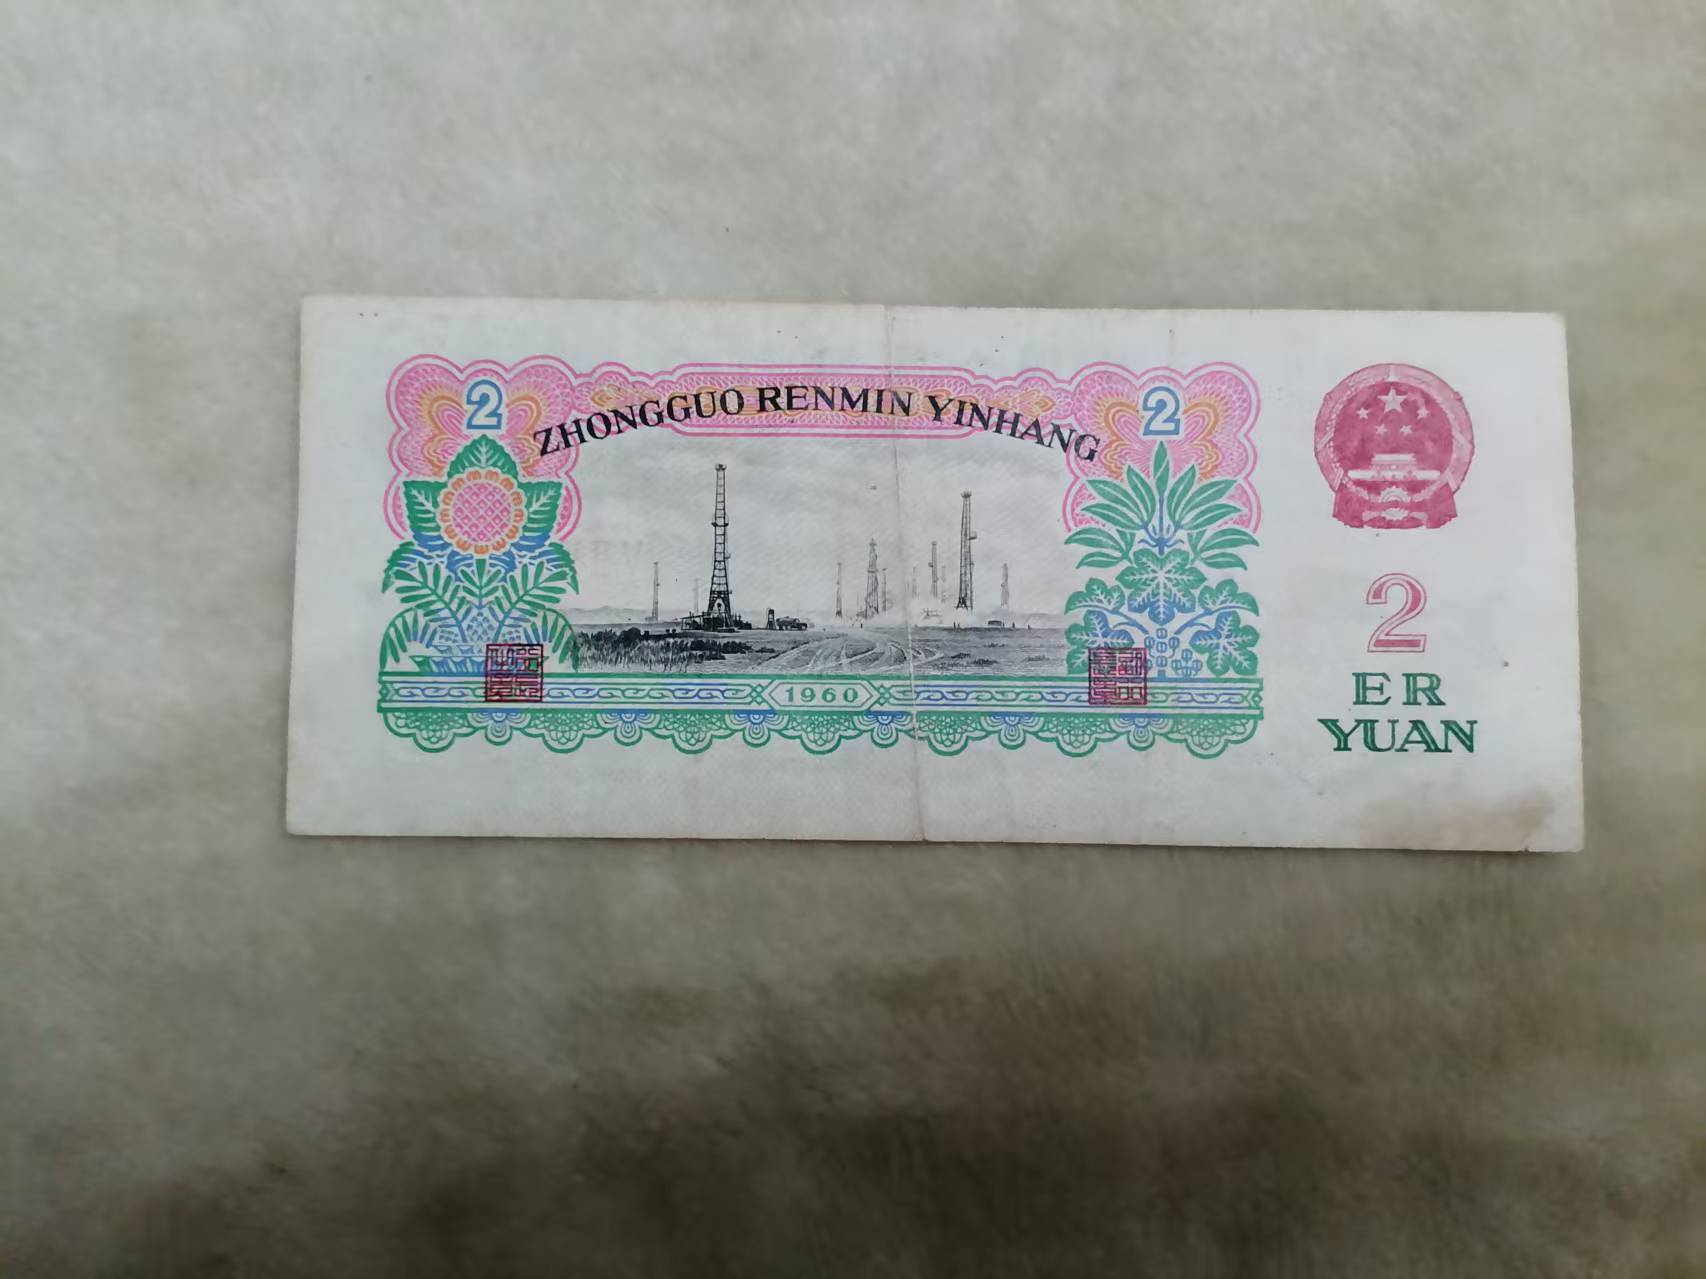 2
2
ZHONGGUO RENMIN YINHANG
1960
2
ER
YUAN